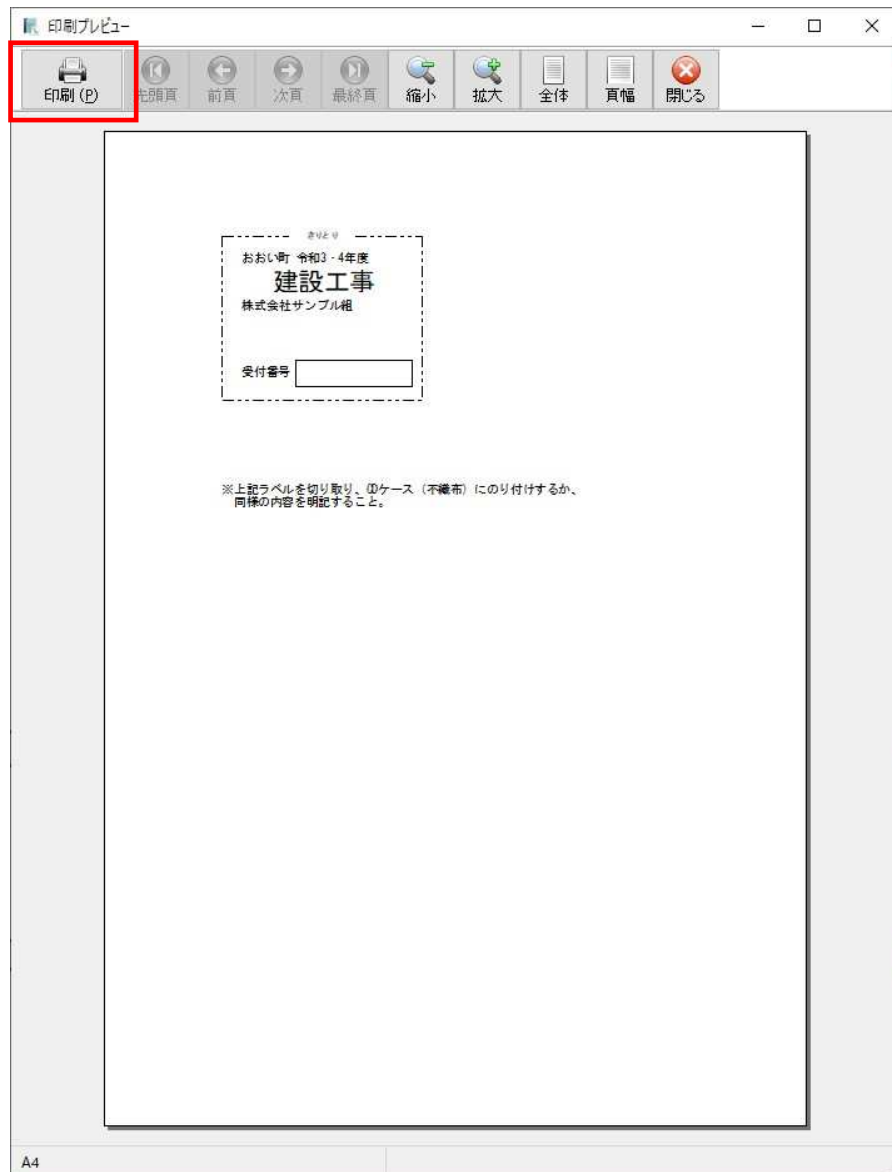 印刷プレビュー
印刷(P) 先頭頁 前頁 次頁 最終頁 縮小 拡大 全体 頁幅 閉じる
きりとり
おおい町 令和3・4年度
建設工事
株式会社サンプル組
受付番号
※上記ラベルを切り取り、CDケース（不織布）にのり付けするか、
同様の内容を明記すること。
A4